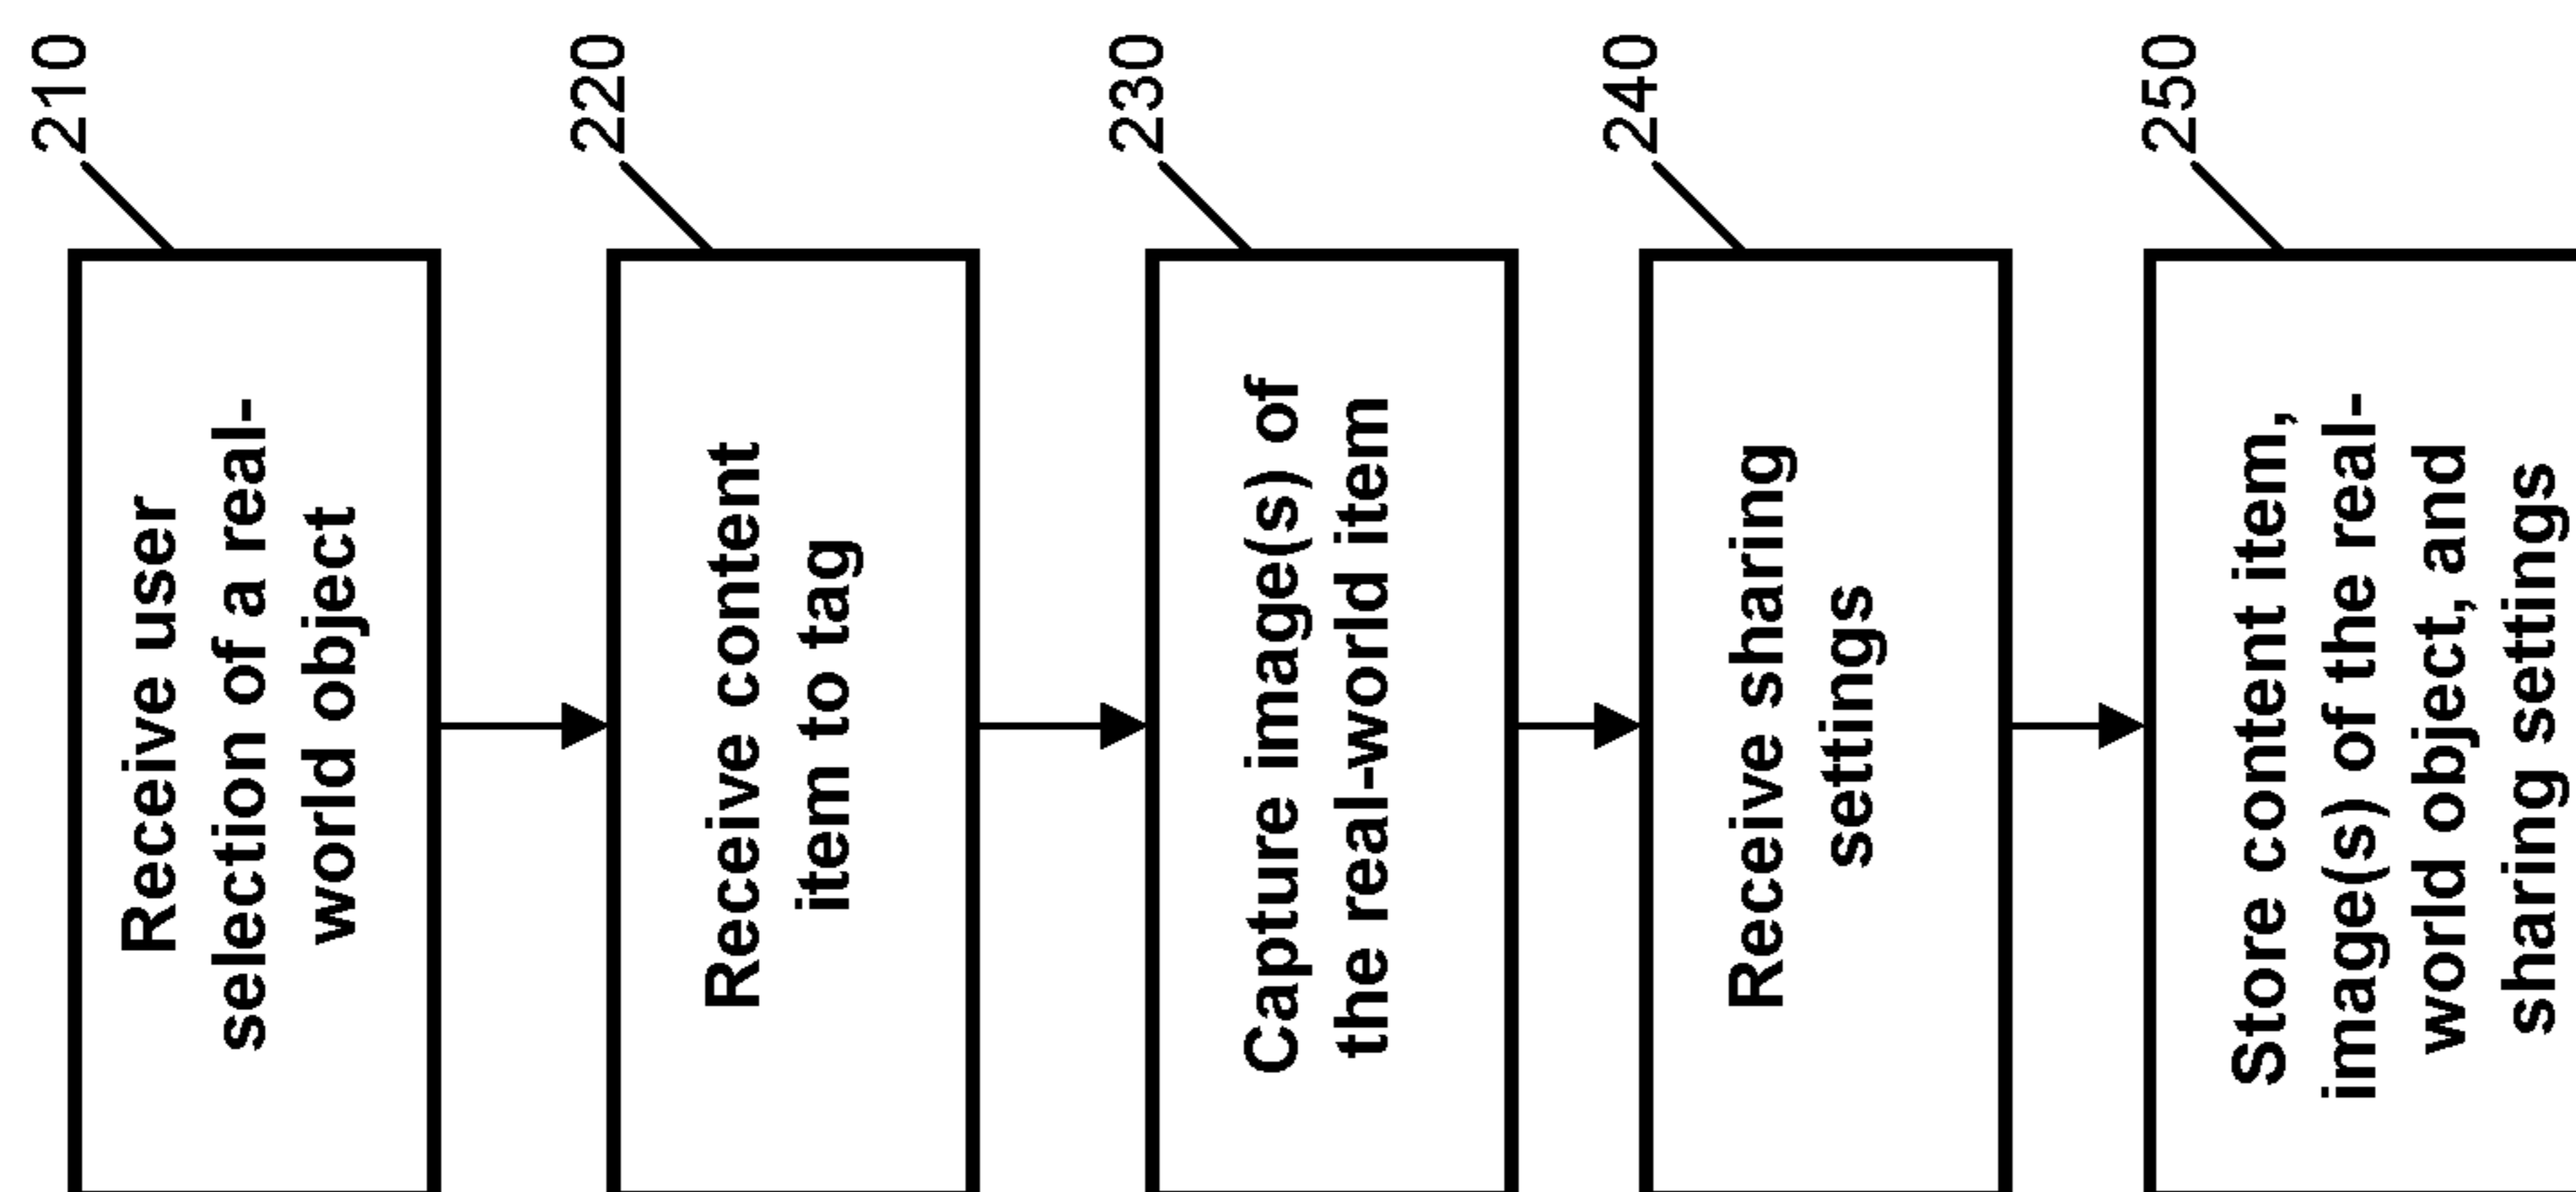 210
Receive user
selection of a real-
world object
220
Receive content
item to tag
230
Capture image(s) of
the real-world item
240
Receive sharing
settings
250
Store content item,
image(s) of the real-
world object, and
sharing settings